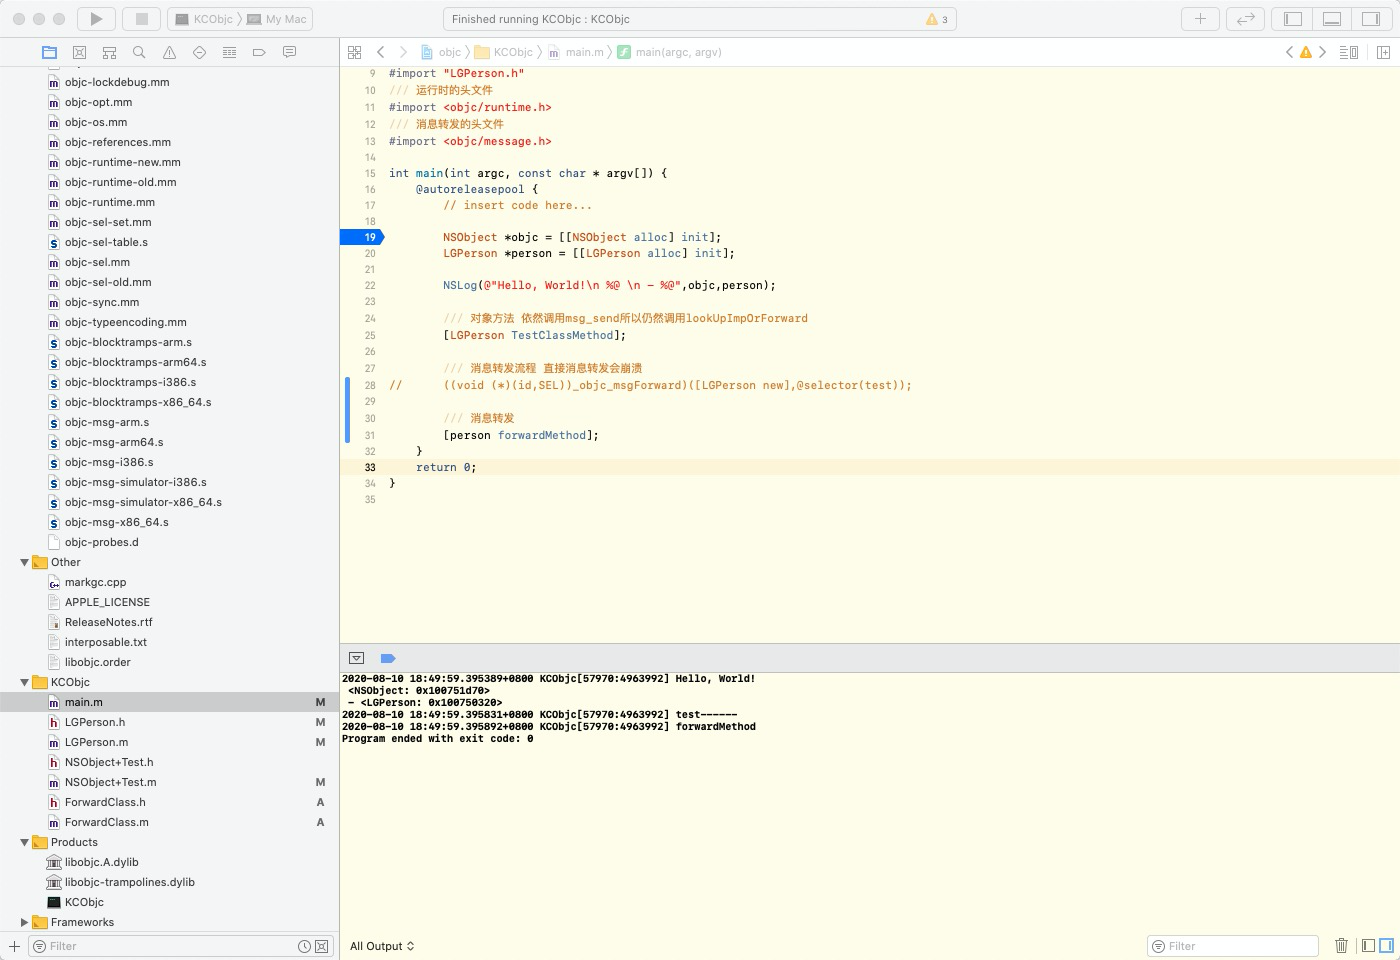 KCObjc
My Mac
Finished running KCObjc : KCObjc
3
objc
KCObjc
main.m
main(argc, argv)
objc-lockdebug.mm
objc-opt.mm
objc-os.mm
objc-references.mm
objc-runtime-new.mm
objc-runtime-old.mm
objc-runtime.mm
objc-sel-set.mm
objc-sel-table.s
objc-sel.mm
objc-sel-old.mm
objc-sync.mm
objc-typeencoding.mm
objc-blocktramps-arm.s
objc-blocktramps-arm64.s
objc-blocktramps-i386.s
objc-blocktramps-x86_64.s
objc-msg-arm.s
objc-msg-arm64.s
objc-msg-i386.s
objc-msg-simulator-i386.s
objc-msg-simulator-x86_64.s
objc-msg-x86_64.s
objc-probes.d
Other
markgc.cpp
APPLE_LICENSE
ReleaseNotes.rtf
interposable.txt
libobjc.order
KCObjc
main.m M
LGPerson.h M
LGPerson.m M
NSObject+Test.h
NSObject+Test.m M
ForwardClass.h A
ForwardClass.m A
Products
libobjc.A.dylib
libobjc-trampolines.dylib
KCObjc
Frameworks
Filter
9 #import "LGPerson.h"
10 /// 运行时的头文件
11 #import <objc/runtime.h>
12 /// 消息转发的头文件
13 #import <objc/message.h>
14
15 int main(int argc, const char * argv[]) {
16 @autoreleasepool {
17 // insert code here...
18
19 NSObject *objc = [[NSObject alloc] init];
20 LGPerson *person = [[LGPerson alloc] init];
21
22 NSLog(@"Hello, World!\n %@ \n - %@",objc,person);
23
24 /// 对象方法 依然调用msg_send所以仍然调用lookUpImpOrForward
25 [LGPerson TestClassMethod];
26
27 /// 消息转发流程 直接消息转发会崩溃
28 // ((void (*)(id,SEL))_objc_msgForward)([LGPerson new],@selector(test));
29
30 /// 消息转发
31 [person forwardMethod];
32 }
33 return 0;
34 }
35
2020-08-10 18:49:59.395389+0800 KCObjc[57970:4963992] Hello, World!
<NSObject: 0x100751d70>
- <LGPerson: 0x100750320>
2020-08-10 18:49:59.395831+0800 KCObjc[57970:4963992] test------
2020-08-10 18:49:59.395892+0800 KCObjc[57970:4963992] forwardMethod
Program ended with exit code: 0
All Output
Filter